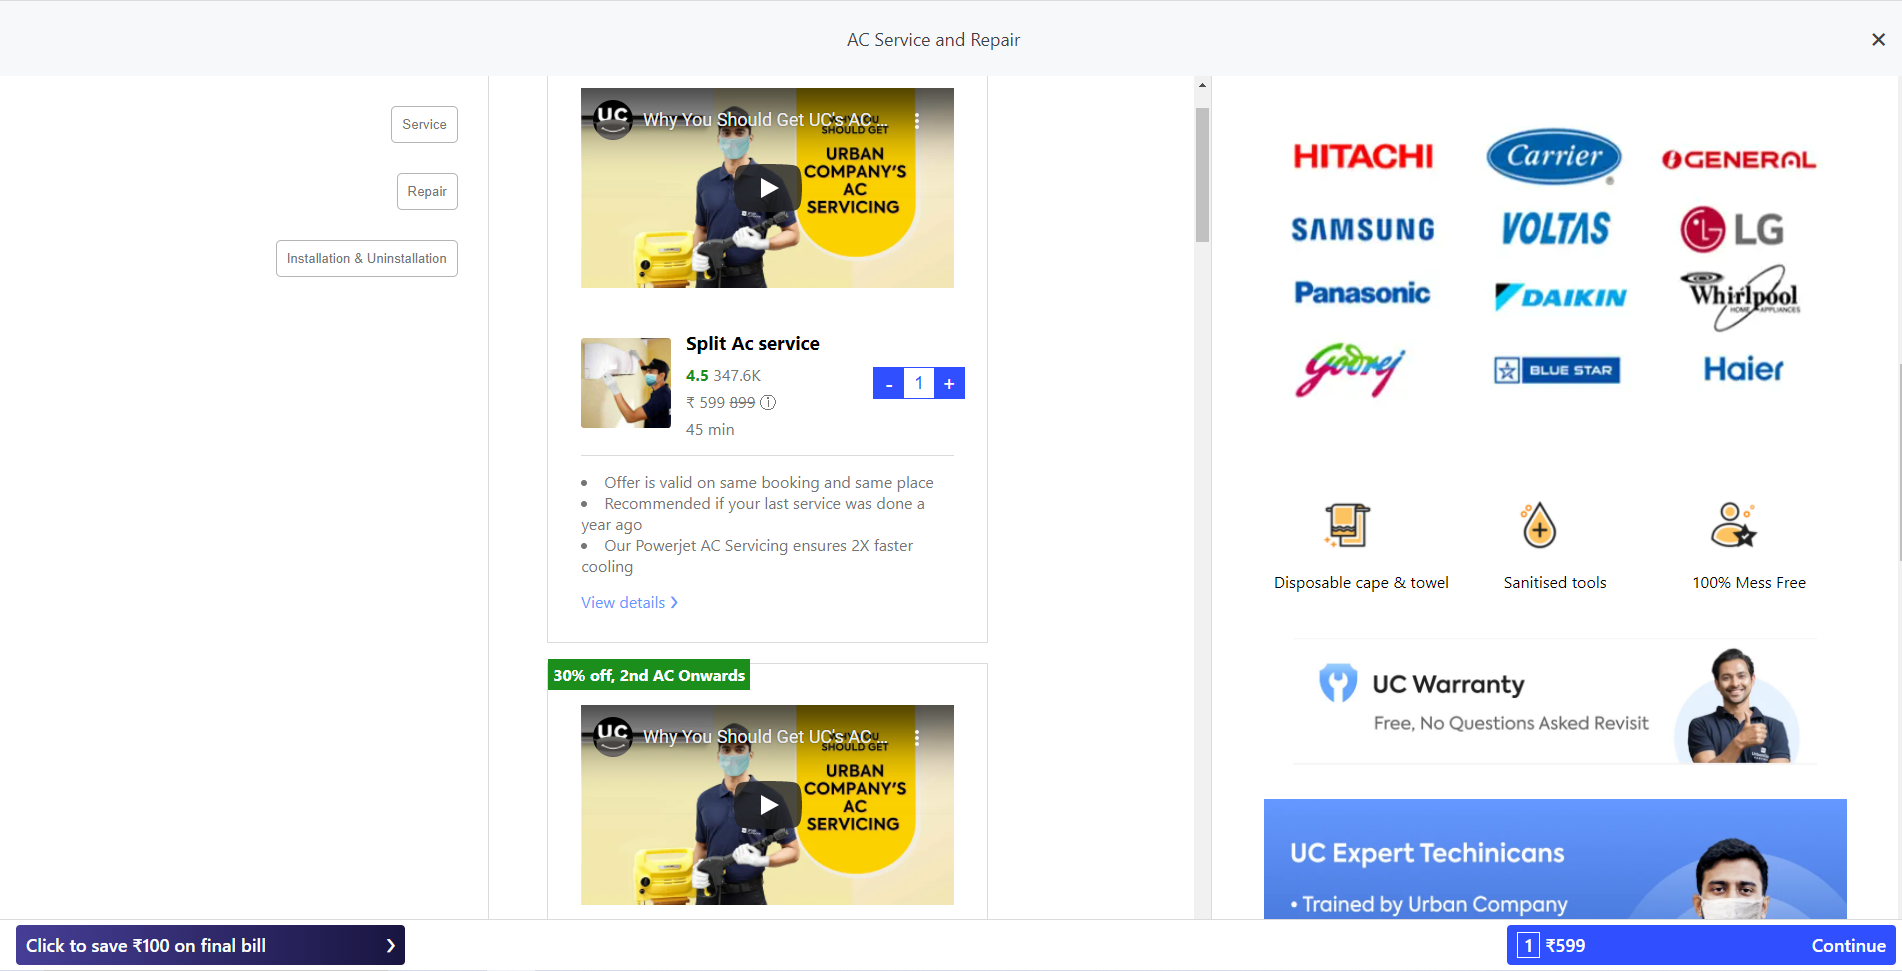 AC Service and Repair
✕
Service
Repair
Installation & Uninstallation
UC
Why You Should Get UC's AC ...
SHOULD GET
URBAN
COMPANY'S
AC
SERVICING
Split Ac service
4.5 347.6K
₹ 599 899
45 min
- 1 +
• Offer is valid on same booking and same place
• Recommended if your last service was done a
year ago
• Our Powerjet AC Servicing ensures 2X faster
cooling
View details ❯
30% off, 2nd AC Onwards
UC
Why You Should Get UC's AC ...
SHOULD GET
URBAN
COMPANY'S
AC
SERVICING
HITACHI
Carrier
GENERAL
SAMSUNG
VOLTAS
LG
Panasonic
DAIKIN
Whirlpool
HOME APPLIANCES
Godrej
BLUE STAR
Haier
Disposable cape & towel
Sanitised tools
100% Mess Free
UC Warranty
Free, No Questions Asked Revisit
UC Expert Techinicans
• Trained by Urban Company
Click to save ₹100 on final bill ❯
1 ₹599
Continue